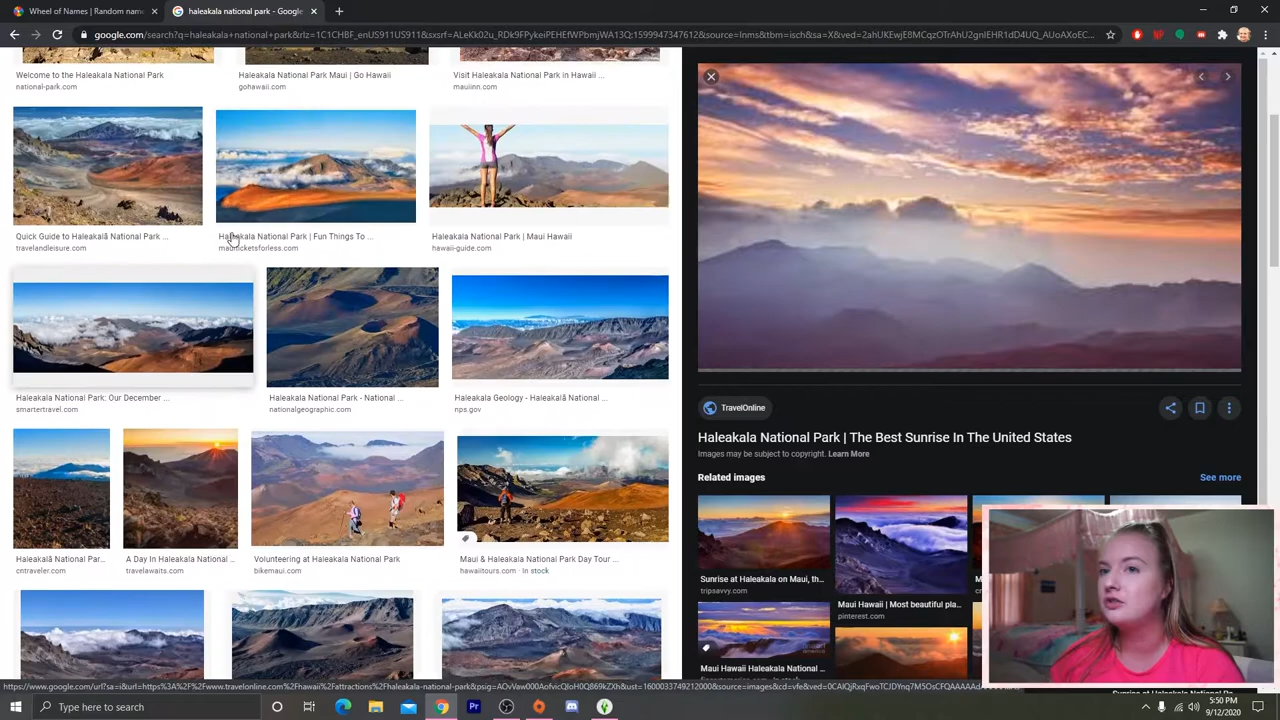 Wheel of Names | Random nam
haleakala national park - Google
google.com/search?q=haleakala+national+park
Welcome to the Haleakala National Park
national-park.com
Haleakala National Park Maui | Go Hawaii
gohawaii.com
Visit Haleakala National Park in Hawaii ...
mauiinn.com
Quick Guide to Haleakalā National Park ...
travelandleisure.com
Haleakala National Park | Fun Things To ...
mauiticketsforless.com
Haleakala National Park | Maui Hawaii
hawaii-guide.com
Haleakala National Park: Our December ...
smartertravel.com
Haleakala National Park - National ...
nationalgeographic.com
Haleakala Geology - Haleakalā National ...
nps.gov
Haleakalā National Par...
cntraveler.com
A Day In Haleakala National ...
travelawaits.com
Volunteering at Haleakala National Park
bikemaui.com
Maui & Haleakala National Park Day Tour ...
hawaiitours.com · In stock
TravelOnline
Haleakala National Park | The Best Sunrise In The United States
Images may be subject to copyright. Learn More
Related images
See more
Sunrise at Haleakala on Maui, th...
tripsavvy.com
Maui Hawaii | Most beautiful pla...
pinterest.com
Maui Hawaii Haleakala National ...
Type here to search
Pr
5:50 PM
9/12/2020